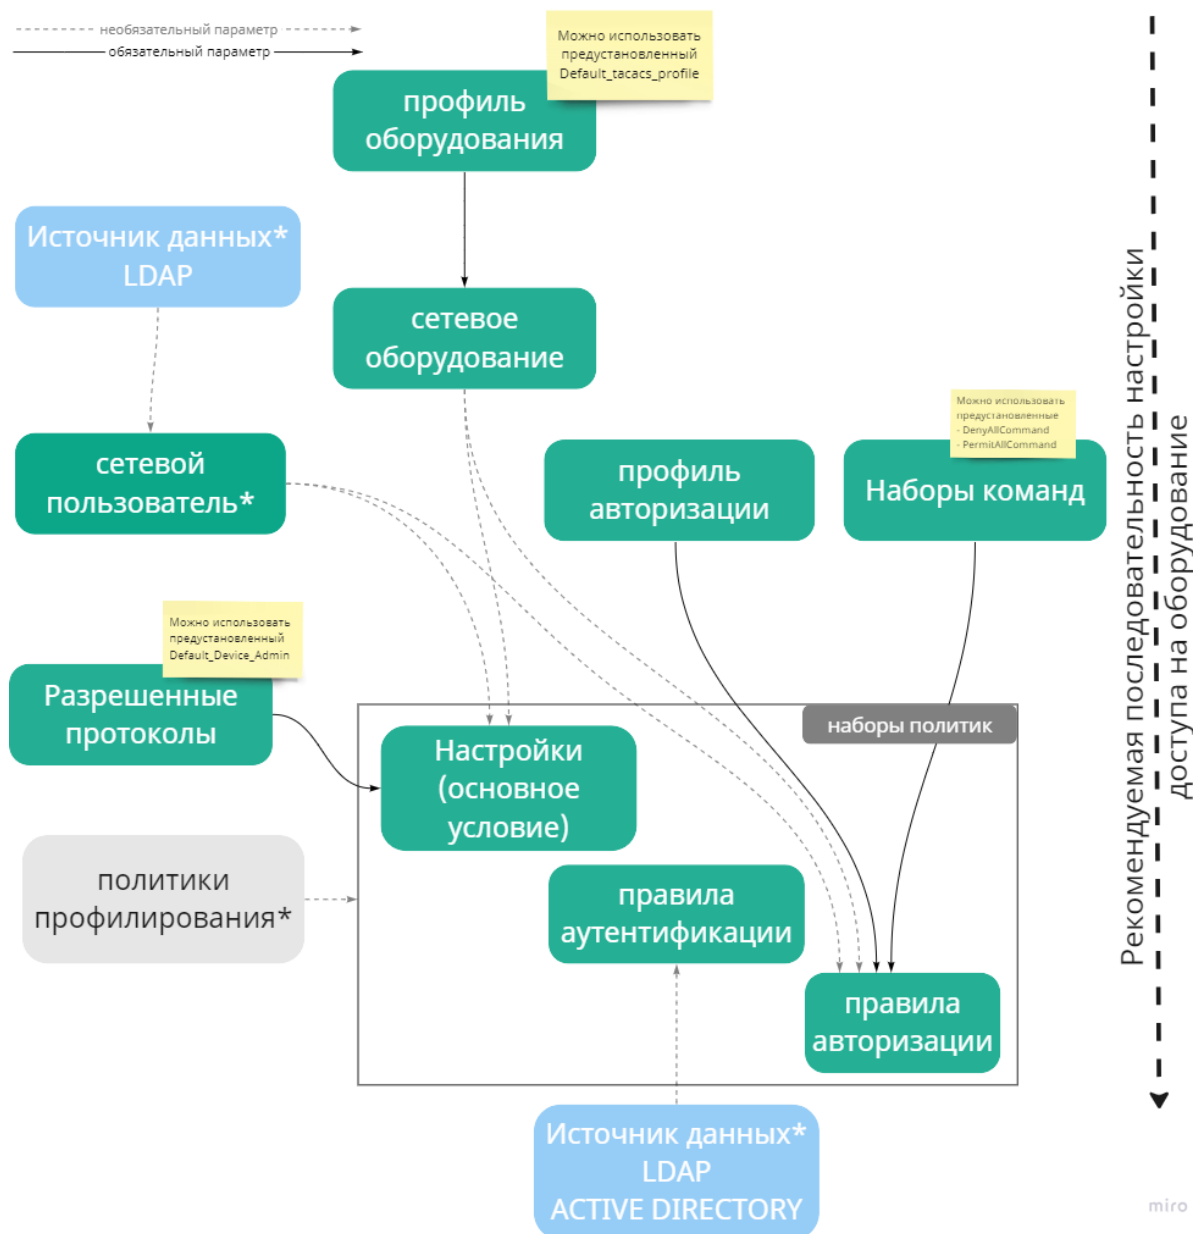 необязательный параметр
обязательный параметр
Можно использовать
предустановленный
Default_tacacs_profile
профиль
оборудования
Источник данных*
LDAP
сетевое
оборудование
Можно использовать
предустановленные
- DenyAllCommand
- PermitAllCommand
сетевой
пользователь*
профиль
авторизации
Наборы команд
Можно использовать
предустановленный
Default_Device_Admin
Разрешенные
протоколы
наборы политик
Настройки
(основное
условие)
политики
профилирования*
правила
аутентификации
правила
авторизации
Источник данных*
LDAP
ACTIVE DIRECTORY
Рекомендуемая последовательность настройки
доступа на оборудование
miro